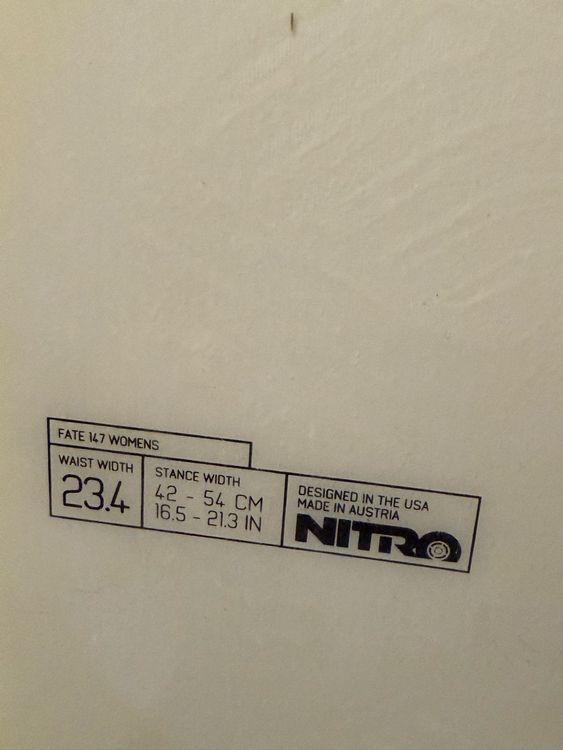 FATE 147 WOMENS
WAIST WIDTH
23.4
STANCE WIDTH
42 - 54 CM
16.5 - 21.3 IN
DESIGNED IN THE USA
MADE IN AUSTRIA
NITRO